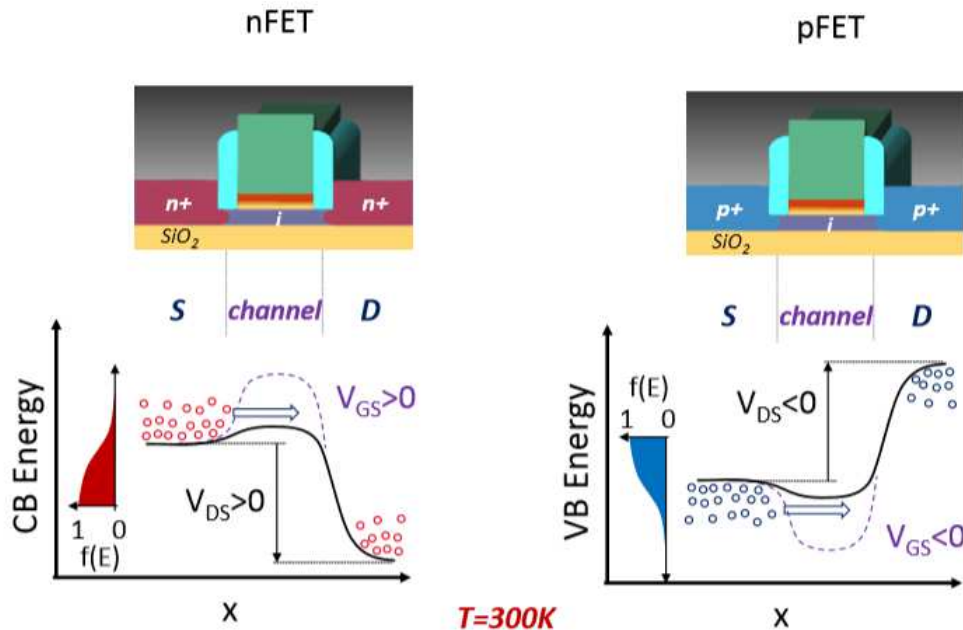 nFET
pFET
n+
i
n+
SiO2
p+
i
p+
SiO2
S
channel
D
S
channel
D
CB Energy
VGS>0
VDS>0
1
0
f(E)
x
VB Energy
f(E)
1
0
VDS<0
VGS<0
x
T=300K